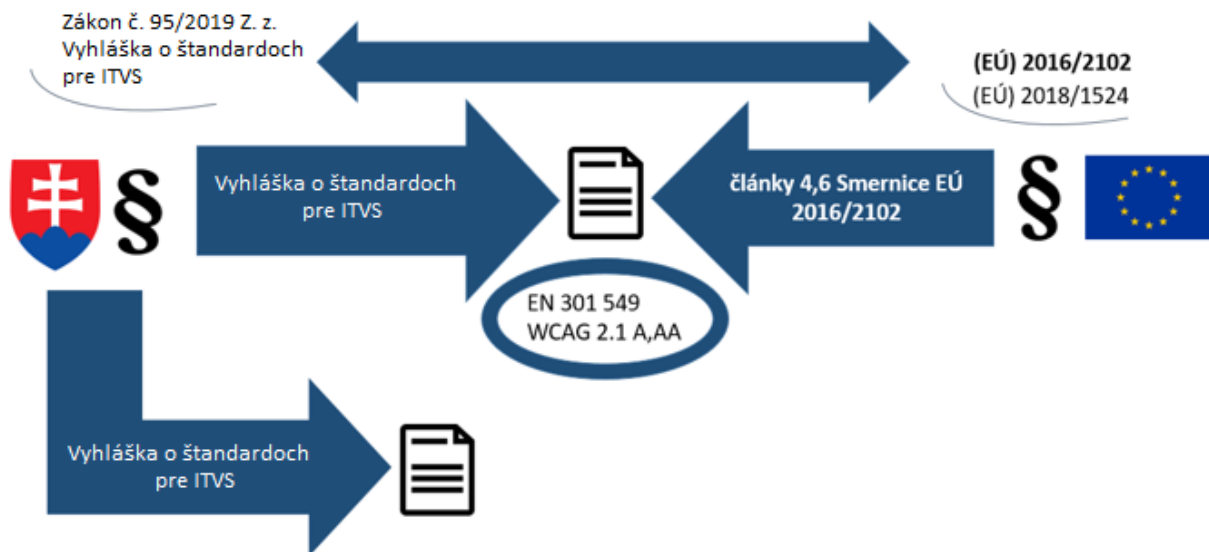 Zákon č. 95/2019 Z. z.
Vyhláška o štandardoch
pre ITVS
(EÚ) 2016/2102
(EÚ) 2018/1524
§
Vyhláška o štandardoch
pre ITVS
články 4,6 Smernice EÚ
2016/2102
§
EN 301 549
WCAG 2.1 A,AA
Vyhláška o štandardoch
pre ITVS